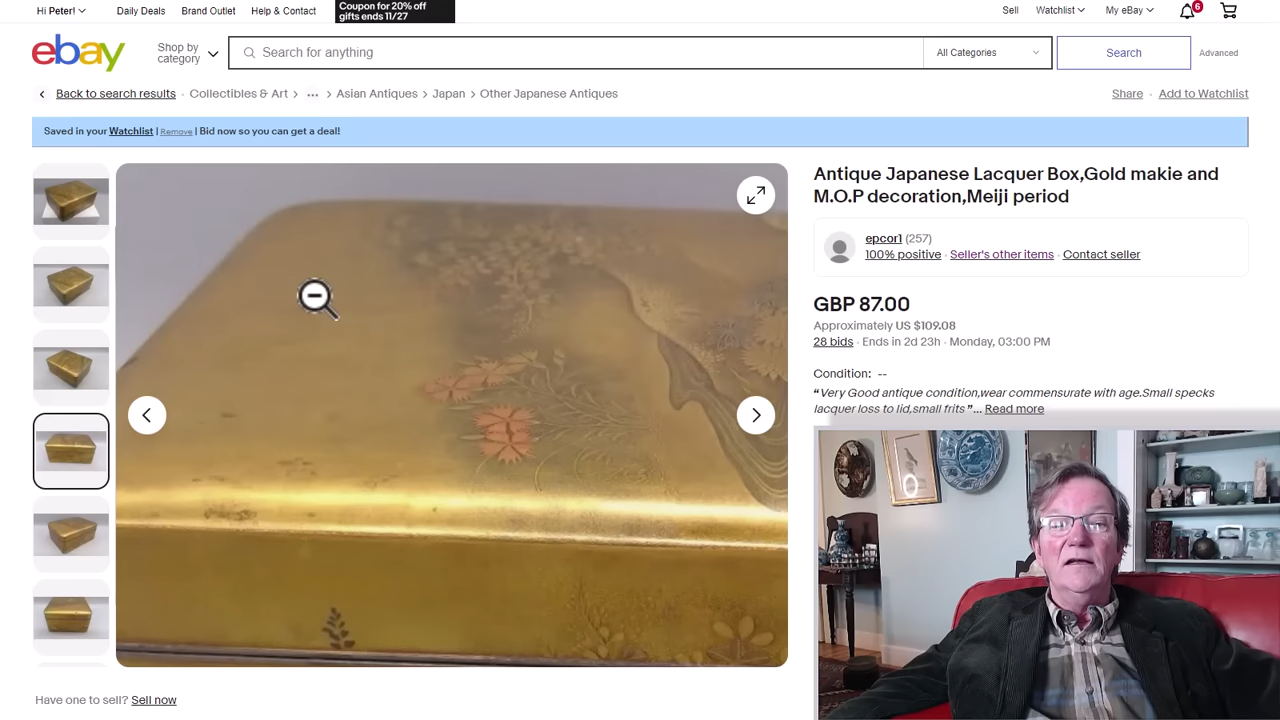 Hi Peter!
Daily Deals
Brand Outlet
Help & Contact
Coupon for 20% off
gifts ends 11/27
Sell
Watchlist
My eBay
6
ebay
Shop by
category
Search for anything
All Categories
Search
Advanced
Back to search results
Collectibles & Art
...
Asian Antiques
Japan
Other Japanese Antiques
Share
Add to Watchlist
Saved in your Watchlist | Remove | Bid now so you can get a deal!
Antique Japanese Lacquer Box,Gold makie and
M.O.P decoration,Meiji period
epcor1 (257)
100% positive · Seller's other items · Contact seller
GBP 87.00
Approximately US $109.08
28 bids · Ends in 2d 23h · Monday, 03:00 PM
Condition: --
“Very Good antique condition,wear commensurate with age.Small specks
lacquer loss to lid,small frits ”... Read more
Have one to sell? Sell now